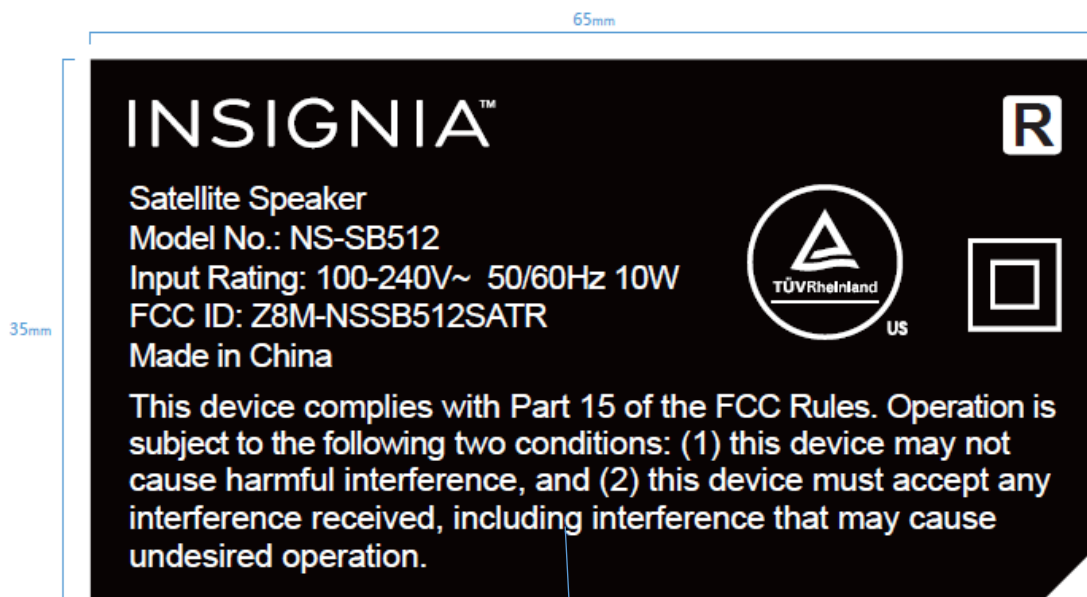 65mm
INSIGNIA™
R
Satellite Speaker
Model No.: NS-SB512
Input Rating: 100-240V~ 50/60Hz 10W
FCC ID: Z8M-NSSB512SATR
Made in China
TÜVRheinland
US
35mm
This device complies with Part 15 of the FCC Rules. Operation is
subject to the following two conditions: (1) this device may not
cause harmful interference, and (2) this device must accept any
interference received, including interference that may cause
undesired operation.